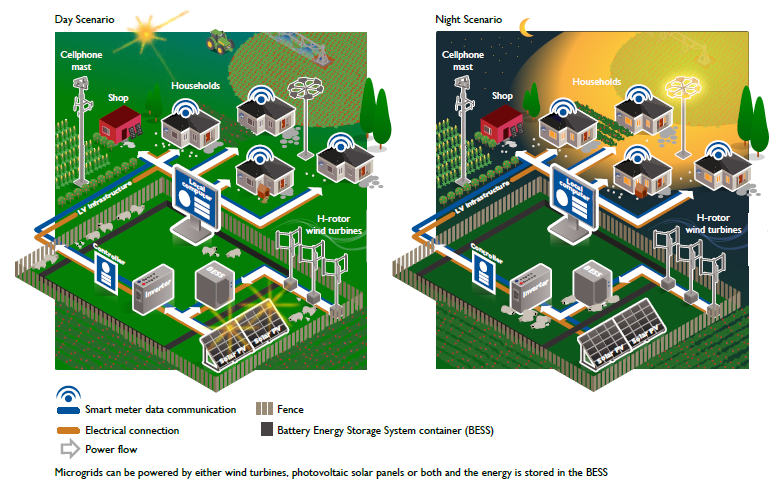 Day Scenario
Night Scenario
Cellphone
mast
Shop
Households
Local
computer
LV Infrastructure
H-rotor
wind turbines
Controller
Inverter
BESS
Solar PV
Solar PV
Cellphone
mast
Shop
Households
Local
computer
LV Infrastructure
H-rotor
wind turbines
Controller
Inverter
BESS
Solar PV
Solar PV
Smart meter data communication
Fence
Electrical connection
Battery Energy Storage System container (BESS)
Power flow
Microgrids can be powered by either wind turbines, photovoltaic solar panels or both and the energy is stored in the BESS